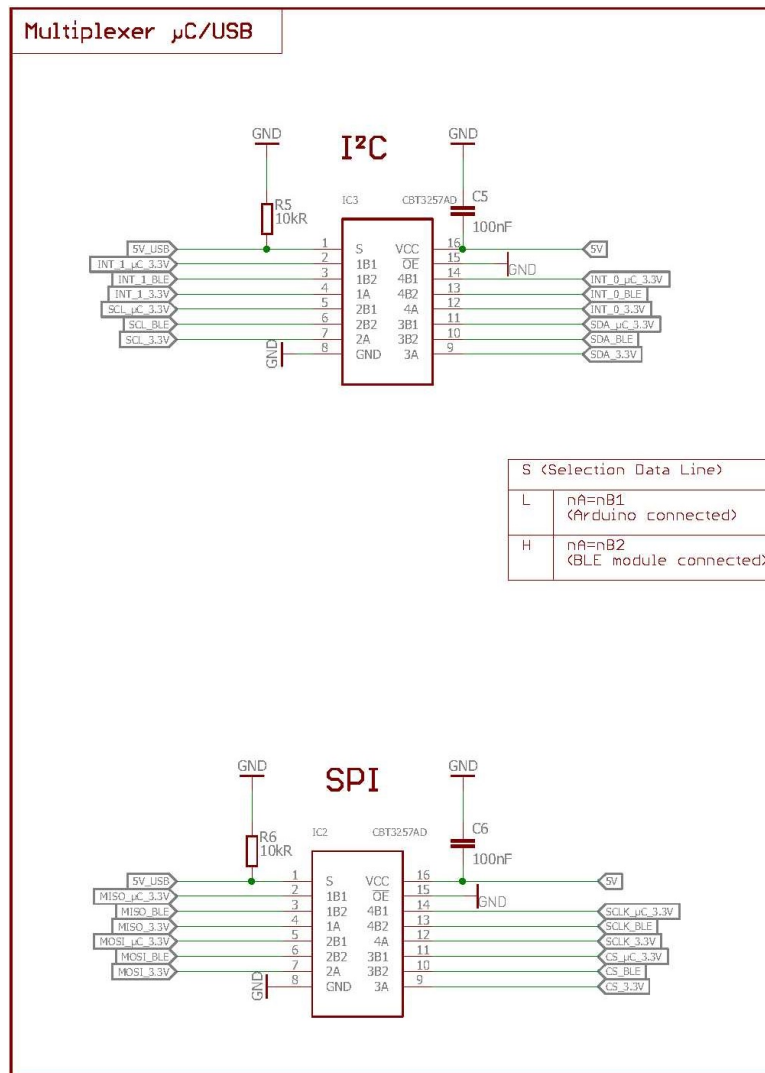 Multiplexer µC/USB
GND
I²C
GND
R5
10kR
IC3
CBT3257AD
C5
100nF
5V_USB 1 S VCC 16 5V
INT_1_µC_3.3V 2 1B1 OE 15 GND
INT_1_BLE 3 1B2 4B1 14 INT_0_µC_3.3V
INT_1_3.3V 4 1A 4B2 13 INT_0_BLE
SCL_µC_3.3V 5 2B1 4A 12 INT_0_3.3V
SCL_BLE 6 2B2 3B1 11 SDA_µC_3.3V
SCL_3.3V 7 2A 3B2 10 SDA_BLE
GND 8 GND 3A 9 SDA_3.3V
S (Selection Data Line)
L nA=nB1
(Arduino connected)
H nA=nB2
(BLE module connected)
GND
SPI
GND
R6
10kR
IC2
CBT3257AD
C6
100nF
5V_USB 1 S VCC 16 5V
MISO_µC_3.3V 2 1B1 OE 15 GND
MISO_BLE 3 1B2 4B1 14 SCLK_µC_3.3V
MISO_3.3V 4 1A 4B2 13 SCLK_BLE
MOSI_µC_3.3V 5 2B1 4A 12 SCLK_3.3V
MOSI_BLE 6 2B2 3B1 11 CS_µC_3.3V
MOSI_3.3V 7 2A 3B2 10 CS_BLE
GND 8 GND 3A 9 CS_3.3V